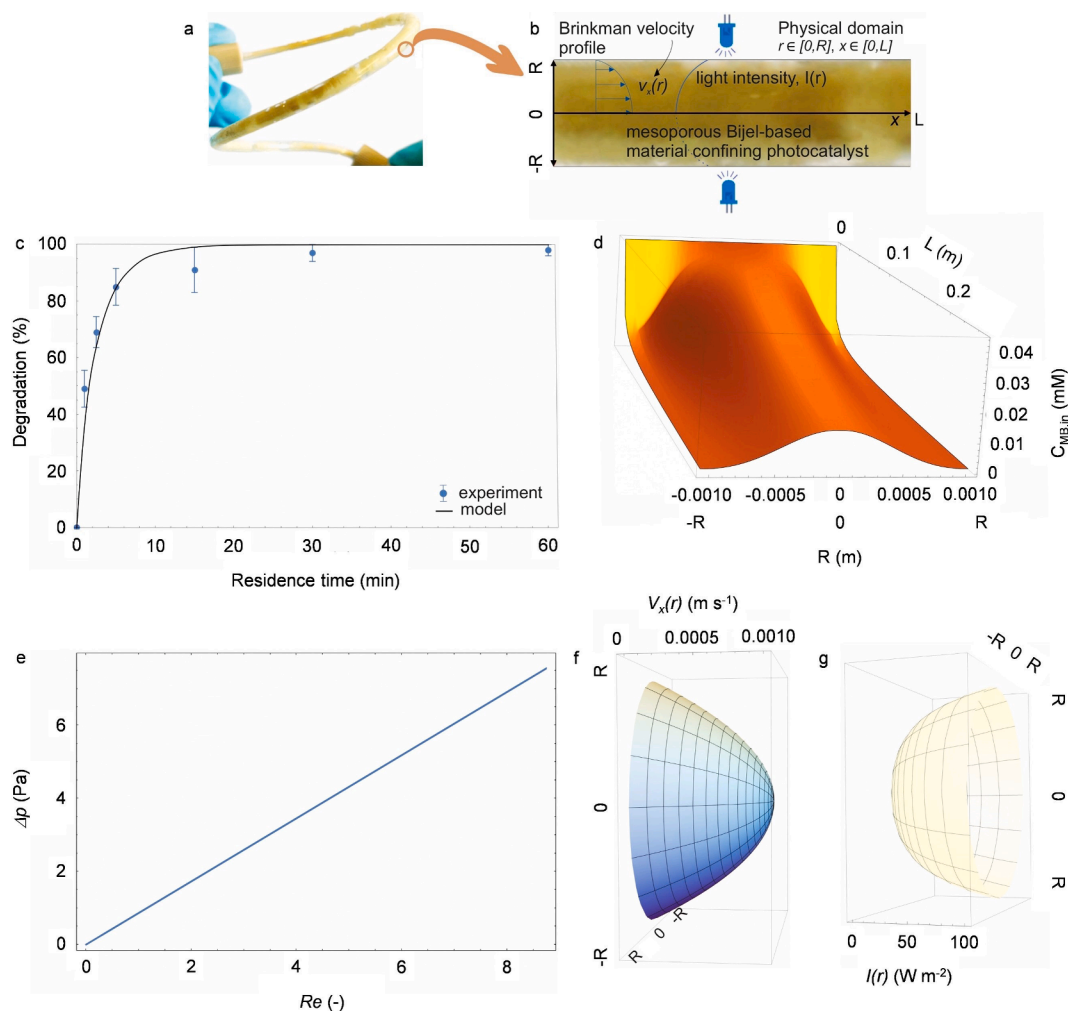 a
b
Brinkman velocity
profile
Physical domain
r ∈ [0,R], x ∈ [0,L]
R
0
-R
vx(r)
light intensity, I(r)
x
L
mesoporous Bijel-based
material confining photocatalyst
c
100
80
60
40
20
0
Degradation (%)
experiment
model
0
10
20
30
40
50
60
Residence time (min)
d
0
0.1
0.2
L (m)
0.04
0.03
0.02
0.01
0
CMB,in (mM)
-0.0010
-0.0005
0
0.0005
0.0010
-R
0
R
R (m)
e
6
4
2
0
Δp (Pa)
0
2
4
6
8
Re (-)
f
Vx(r) (m s-1)
0
0.0005
0.0010
R
0
-R
R
0
-R
g
-R
0
R
R
0
R
0
50
100
I(r) (W m-2)